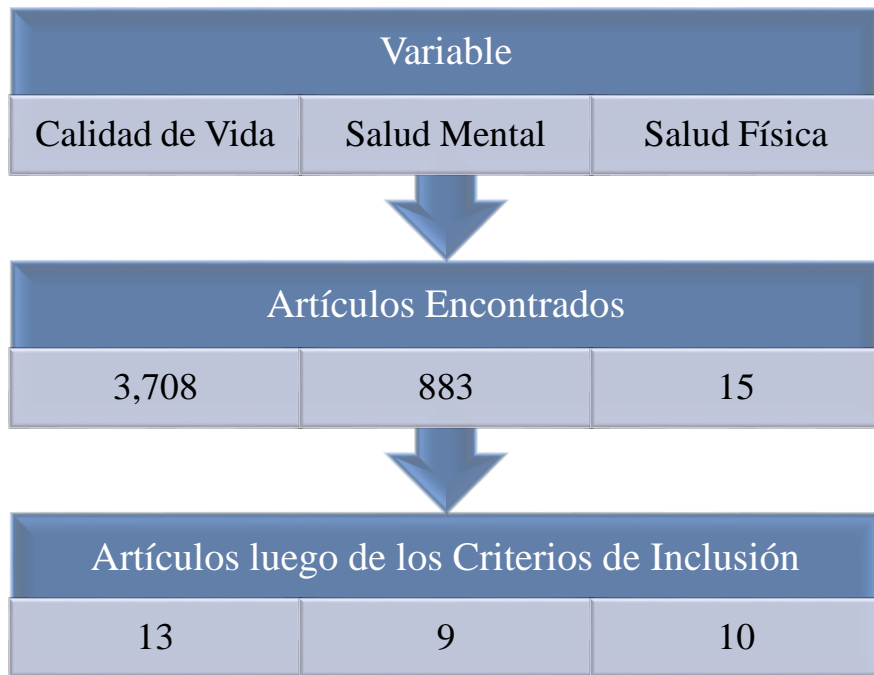 Variable
Calidad de Vida Salud Mental Salud Física
Artículos Encontrados
3,708 883 15
Artículos luego de los Criterios de Inclusión
13 9 10